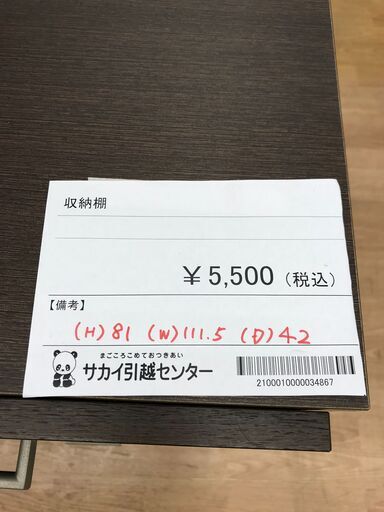 収納棚
￥5,500（税込）
【備考】
(H) 81 (W) 111.5 (D) 42
まごころこめておつきあい
サカイ引越センター
2100010000034867